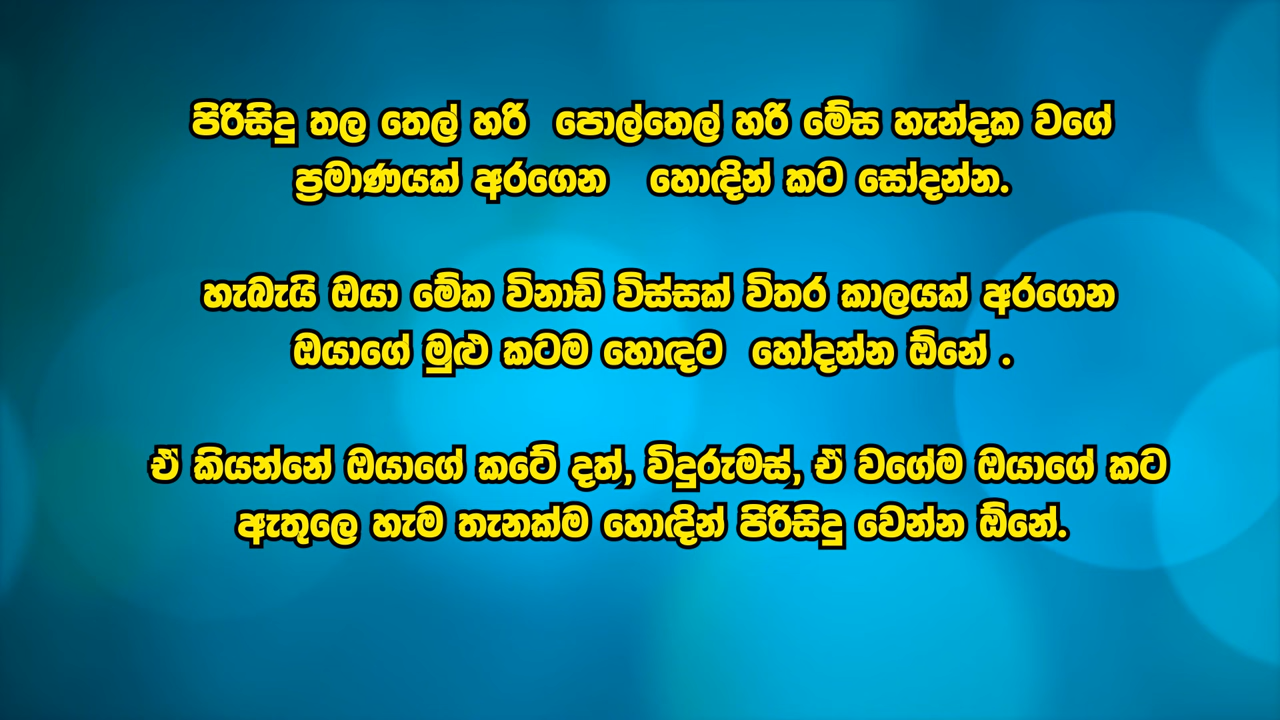 පිරිසිදු තල තෙල් හරි පොල්තෙල් හරි මේස හැන්දක වගේ
ප්‍රමාණයක් අරගෙන හොඳින් කට සෝදන්න.
හැබැයි ඔයා මේක විනාඩි විස්සක් විතර කාලයක් අරගෙන
ඔයාගේ මුළු කටම හොඳට හෝදන්න ඕනේ .
ඒ කියන්නේ ඔයාගේ කටේ දත්, විදුරුමස්, ඒ වගේම ඔයාගේ කට
ඇතුලෙ හැම තැනක්ම හොඳින් පිරිසිදු වෙන්න ඕනේ.